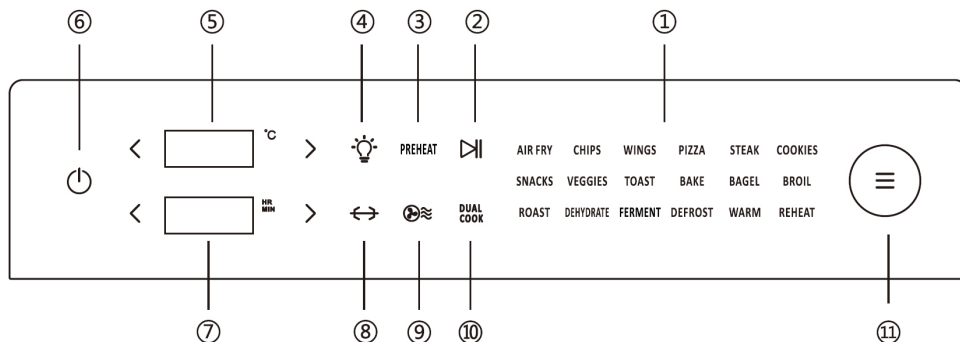 ⑥ ⑤ ④ ③ ② ①
°C
PREHEAT
AIR FRY CHIPS WINGS PIZZA STEAK COOKIES
SNACKS VEGGIES TOAST BAKE BAGEL BROIL
HR
MIN
DUAL
COOK
ROAST DEHYDRATE FERMENT DEFROST WARM REHEAT
⑦ ⑧ ⑨ ⑩ ⑪